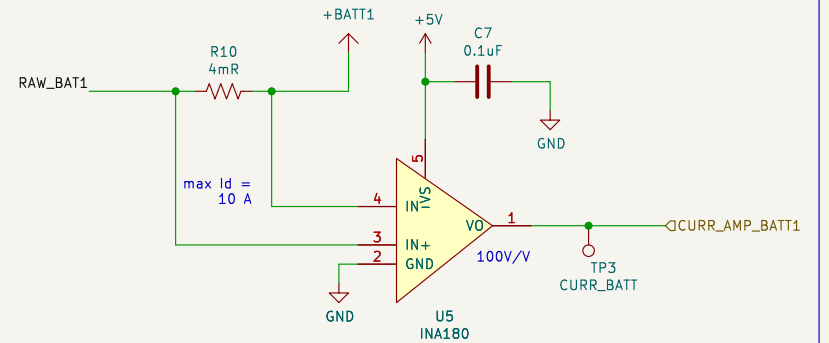 +BATT1
+5V
C7
0.1uF
R10
4mR
RAW_BAT1
GND
5
max Id =
10 A
4
IN-
VS
VO
1
CURR_AMP_BATT1
3
IN+
2
GND
100V/V
TP3
CURR_BATT
GND
U5
INA180